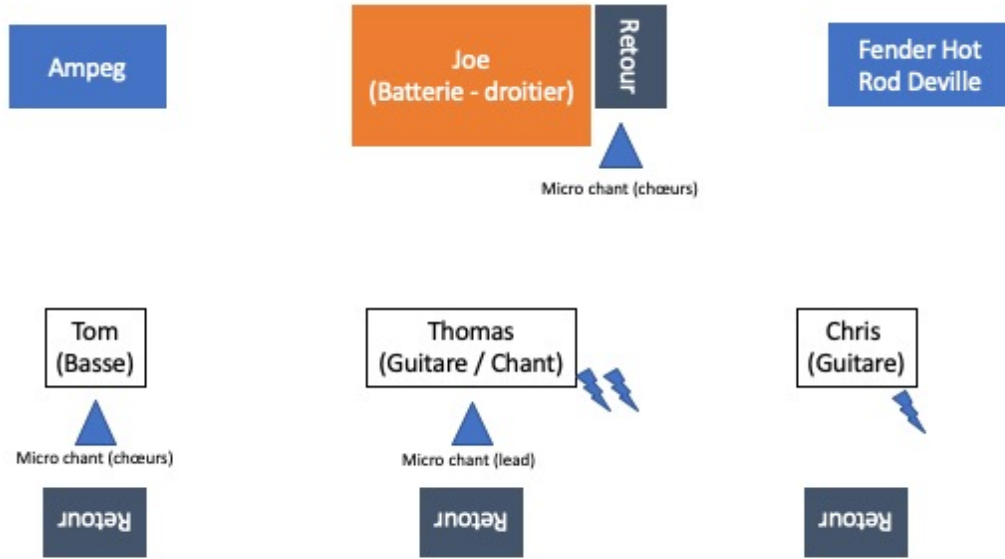 Ampeg
Joe
(Batterie - droitier)
Retour
Fender Hot
Rod Deville
Micro chant (chœurs)
Tom
(Basse)
Thomas
(Guitare / Chant)
Chris
(Guitare)
Micro chant (chœurs)
Micro chant (lead)
Retour
Retour
Retour